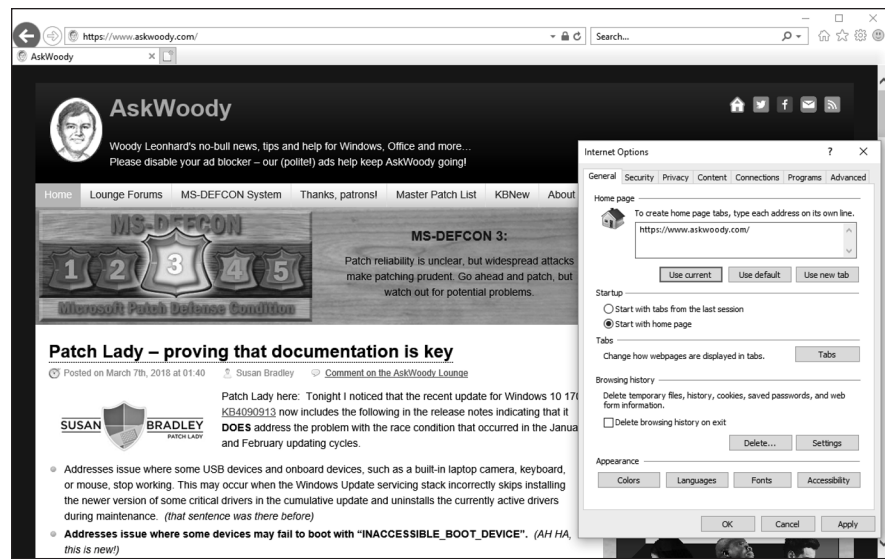 https://www.askwoody.com/
Search...
AskWoody
AskWoody
Woody Leonhard's no-bull news, tips and help for Windows, Office and more…
Please disable your ad blocker – our (polite!) ads help keep AskWoody going!
Home Lounge Forums MS-DEFCON System Thanks, patrons! Master Patch List KBNew About
MS-DEFCON
1 2 3 4 5
Microsoft Patch Defense Condition
MS-DEFCON 3:
Patch reliability is unclear, but widespread attacks
make patching prudent. Go ahead and patch, but
watch out for potential problems.
Patch Lady – proving that documentation is key
Posted on March 7th, 2018 at 01:40 Susan Bradley Comment on the AskWoody Lounge
SUSAN BRADLEY
PATCH LADY
Patch Lady here: Tonight I noticed that the recent update for Windows 10 170
KB4090913 now includes the following in the release notes indicating that it
DOES address the problem with the race condition that occurred in the Janua
and February updating cycles.
Addresses issue where some USB devices and onboard devices, such as a built-in laptop camera, keyboard,
or mouse, stop working. This may occur when the Windows Update servicing stack incorrectly skips installing
the newer version of some critical drivers in the cumulative update and uninstalls the currently active drivers
during maintenance. (that sentence was there before)
Addresses issue where some devices may fail to boot with “INACCESSIBLE_BOOT_DEVICE”. (AH HA,
this is new!)
Internet Options ?
General Security Privacy Content Connections Programs Advanced
Home page
To create home page tabs, type each address on its own line.
https://www.askwoody.com/
Use current Use default Use new tab
Startup
Start with tabs from the last session
Start with home page
Tabs
Change how webpages are displayed in tabs. Tabs
Browsing history
Delete temporary files, history, cookies, saved passwords, and web
form information.
Delete browsing history on exit
Delete... Settings
Appearance
Colors Languages Fonts Accessibility
OK Cancel Apply